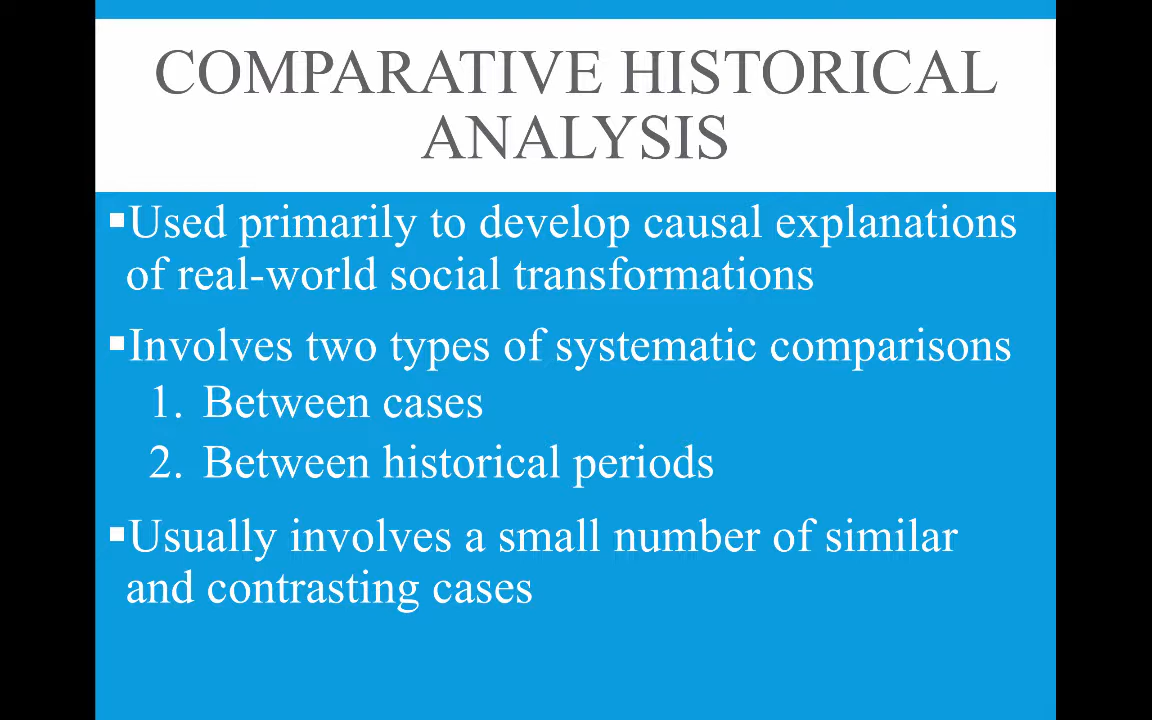 COMPARATIVE HISTORICAL
ANALYSIS
▪Used primarily to develop causal explanations
of real-world social transformations
▪Involves two types of systematic comparisons
1. Between cases
2. Between historical periods
▪Usually involves a small number of similar
and contrasting cases